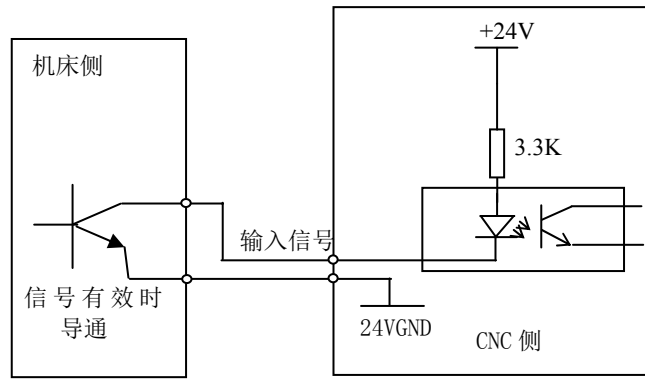 机床侧
信号有效时
导通
输入信号
+24V
3.3K
24VGND
CNC 侧